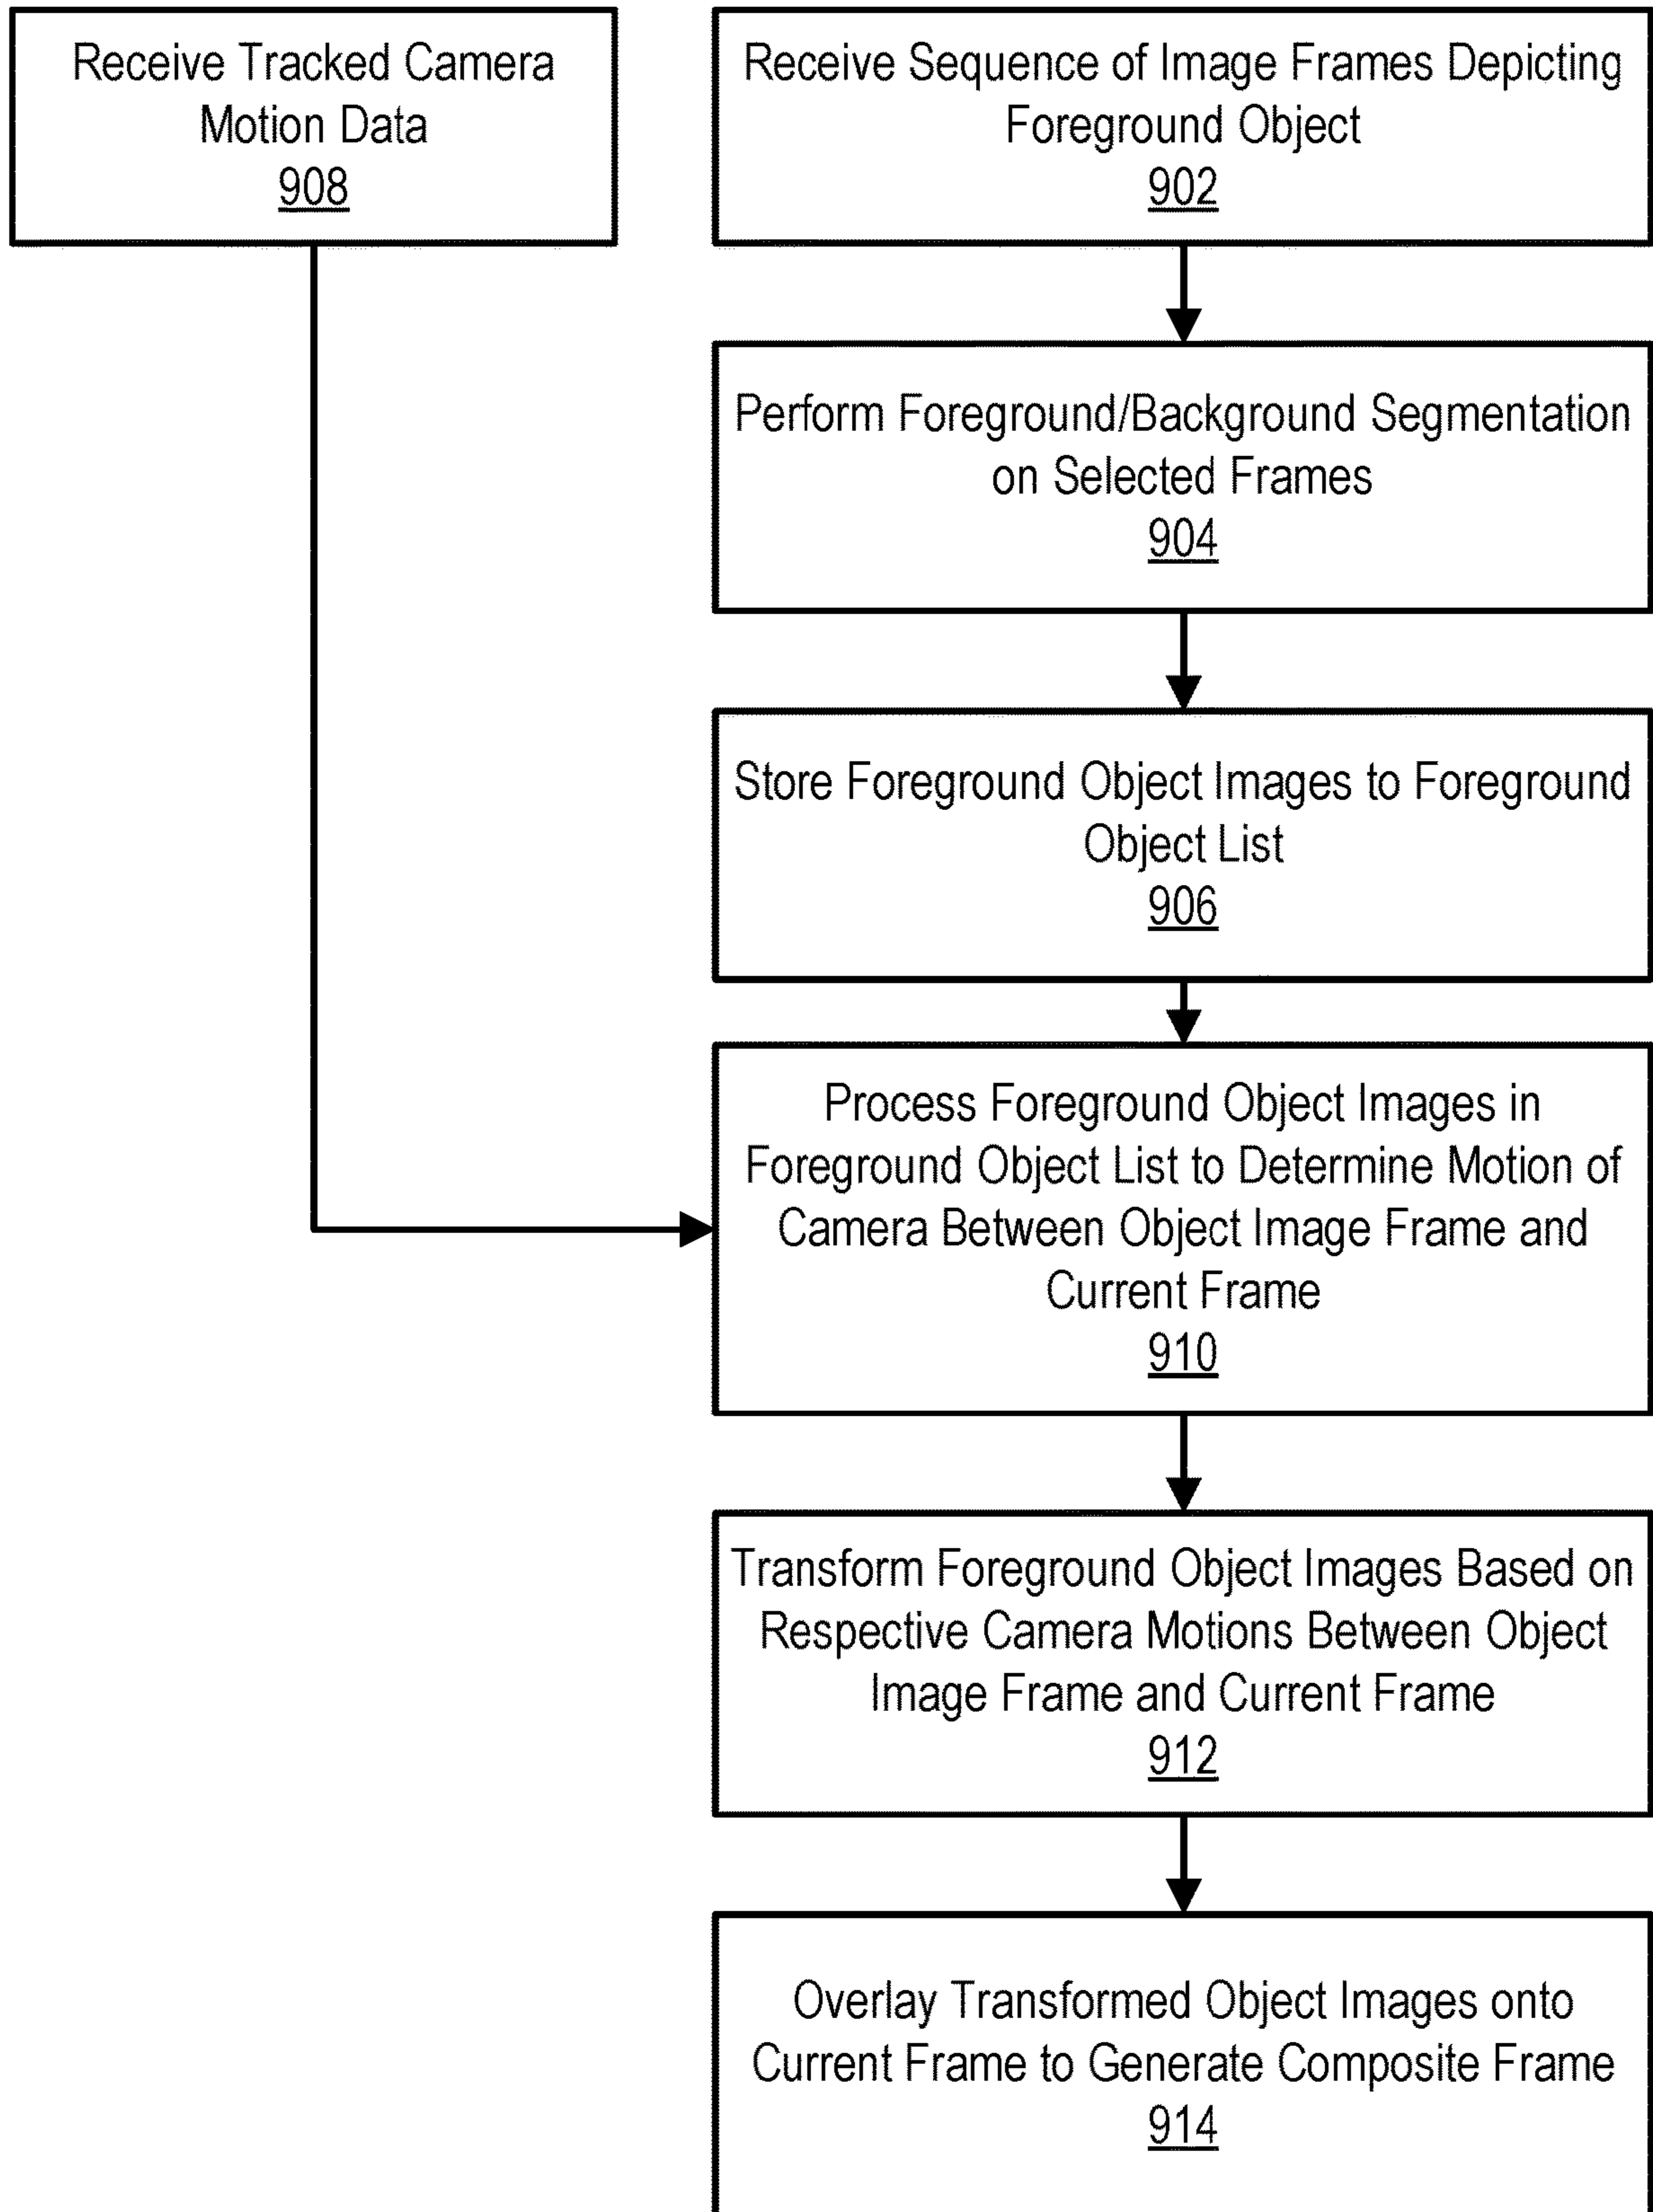 Receive Tracked Camera
Motion Data
908
Receive Sequence of Image Frames Depicting
Foreground Object
902
Perform Foreground/Background Segmentation
on Selected Frames
904
Store Foreground Object Images to Foreground
Object List
906
Process Foreground Object Images in
Foreground Object List to Determine Motion of
Camera Between Object Image Frame and
Current Frame
910
Transform Foreground Object Images Based on
Respective Camera Motions Between Object
Image Frame and Current Frame
912
Overlay Transformed Object Images onto
Current Frame to Generate Composite Frame
914